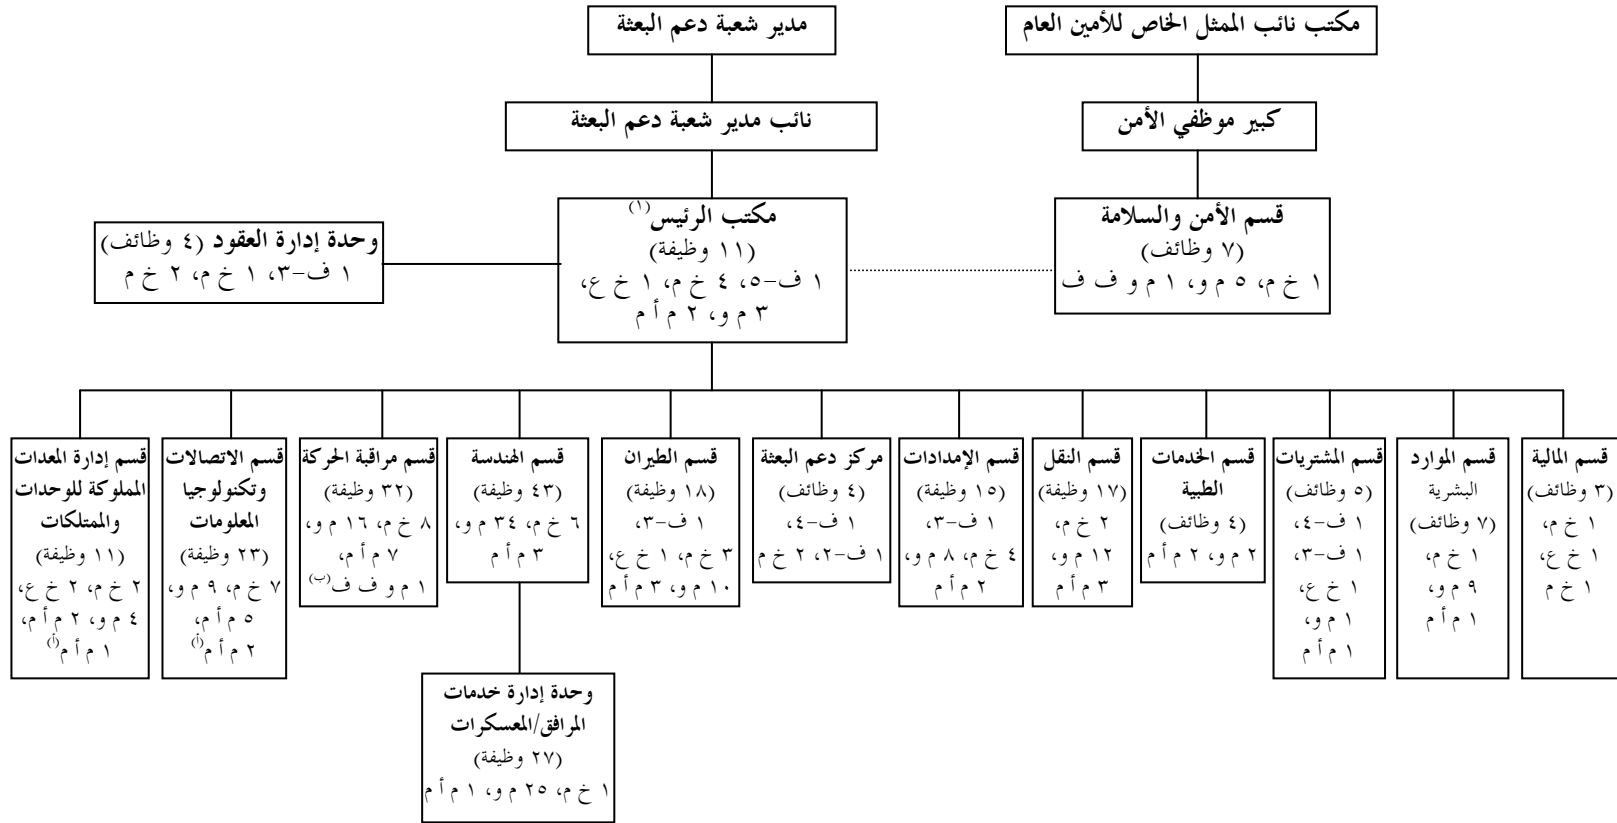 مكتب نائب الممثل الخاص للأمين العام
مدير شعبة دعم البعثة
كبير موظفي الأمن
نائب مدير شعبة دعم البعثة
قسم الأمن والسلامة
(٧ وظائف)
١ خ م، ٥ م و، ١ م و ف ف
مكتب الرئيس(١)
(١١ وظيفة)
١ ف-٥، ٤ خ م، ١ خ ع،
٣ م و، ٢ م أ م
وحدة إدارة العقود (٤ وظائف)
١ ف-٣، ١ خ م، ٢ خ م
قسم المالية
(٣ وظائف)
١ خ م،
١ خ ع،
١ خ م
قسم الموارد
البشرية
(٧ وظائف)
١ خ م،
٩ م و،
١ م أ م
قسم المشتريات
(٥ وظائف)
١ ف-٤،
١ ف-٣،
١ خ ع،
١ م و،
١ م أ م
قسم الخدمات
الطبية
(٤ وظائف)
٢ م و، ٢ م أ م
قسم النقل
(١٧ وظيفة)
٢ خ م،
١٢ م و،
٣ م أ م
قسم الإمدادات
(١٥ وظيفة)
١ ف-٣،
٤ خ م، ٨ م و،
٢ م أ م
مركز دعم البعثة
(٤ وظائف)
١ ف-٤،
١ ف-٢، ٢ خ م
قسم الطيران
(١٨ وظيفة)
١ ف-٣،
٣ خ م، ١ خ ع،
١٠ م و، ٣ م أ م
قسم الهندسة
(٤٣ وظيفة)
٦ خ م، ٣٤ م و،
٣ م أ م
قسم مراقبة الحركة
(٣٢ وظيفة)
٨ خ م، ١٦ م و،
٧ م أ م،
١ م و ف ف(ب)
قسم الاتصالات
وتكنولوجيا
المعلومات
(٢٣ وظيفة)
٧ خ م، ٩ م و،
٥ م أ م،
٢ م أ م(أ)
قسم إدارة المعدات
المملوكة للوحدات
والممتلكات
(١١ وظيفة)
٢ خ م، ٢ خ ع،
٤ م و، ٢ م أ م،
١ م أ م(أ)
وحدة إدارة خدمات
المرافق/المعسكرات
(٢٧ وظيفة)
١ خ م، ٢٥ م و، ١ م أ م